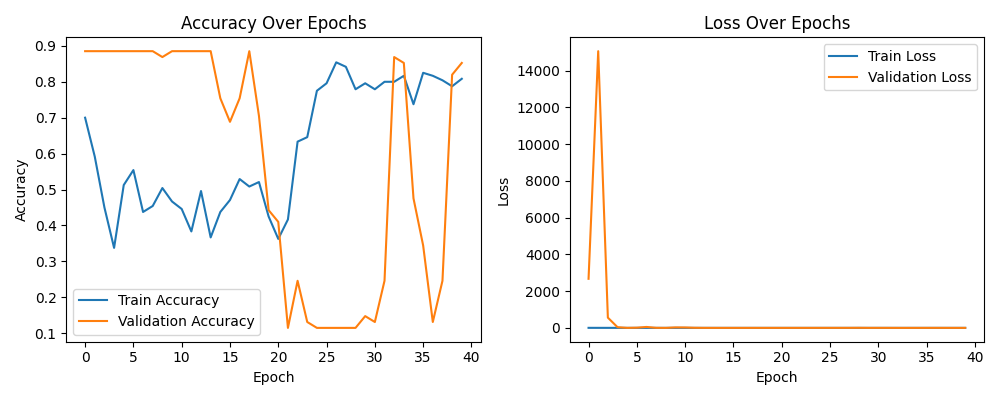 Accuracy Over Epochs
Accuracy
0.9
0.8
0.7
0.6
0.5
0.4
0.3
0.2
0.1
Train Accuracy
Validation Accuracy
0 5 10 15 20 25 30 35 40
Epoch
Loss Over Epochs
Loss
14000
12000
10000
8000
6000
4000
2000
0
Train Loss
Validation Loss
0 5 10 15 20 25 30 35 40
Epoch